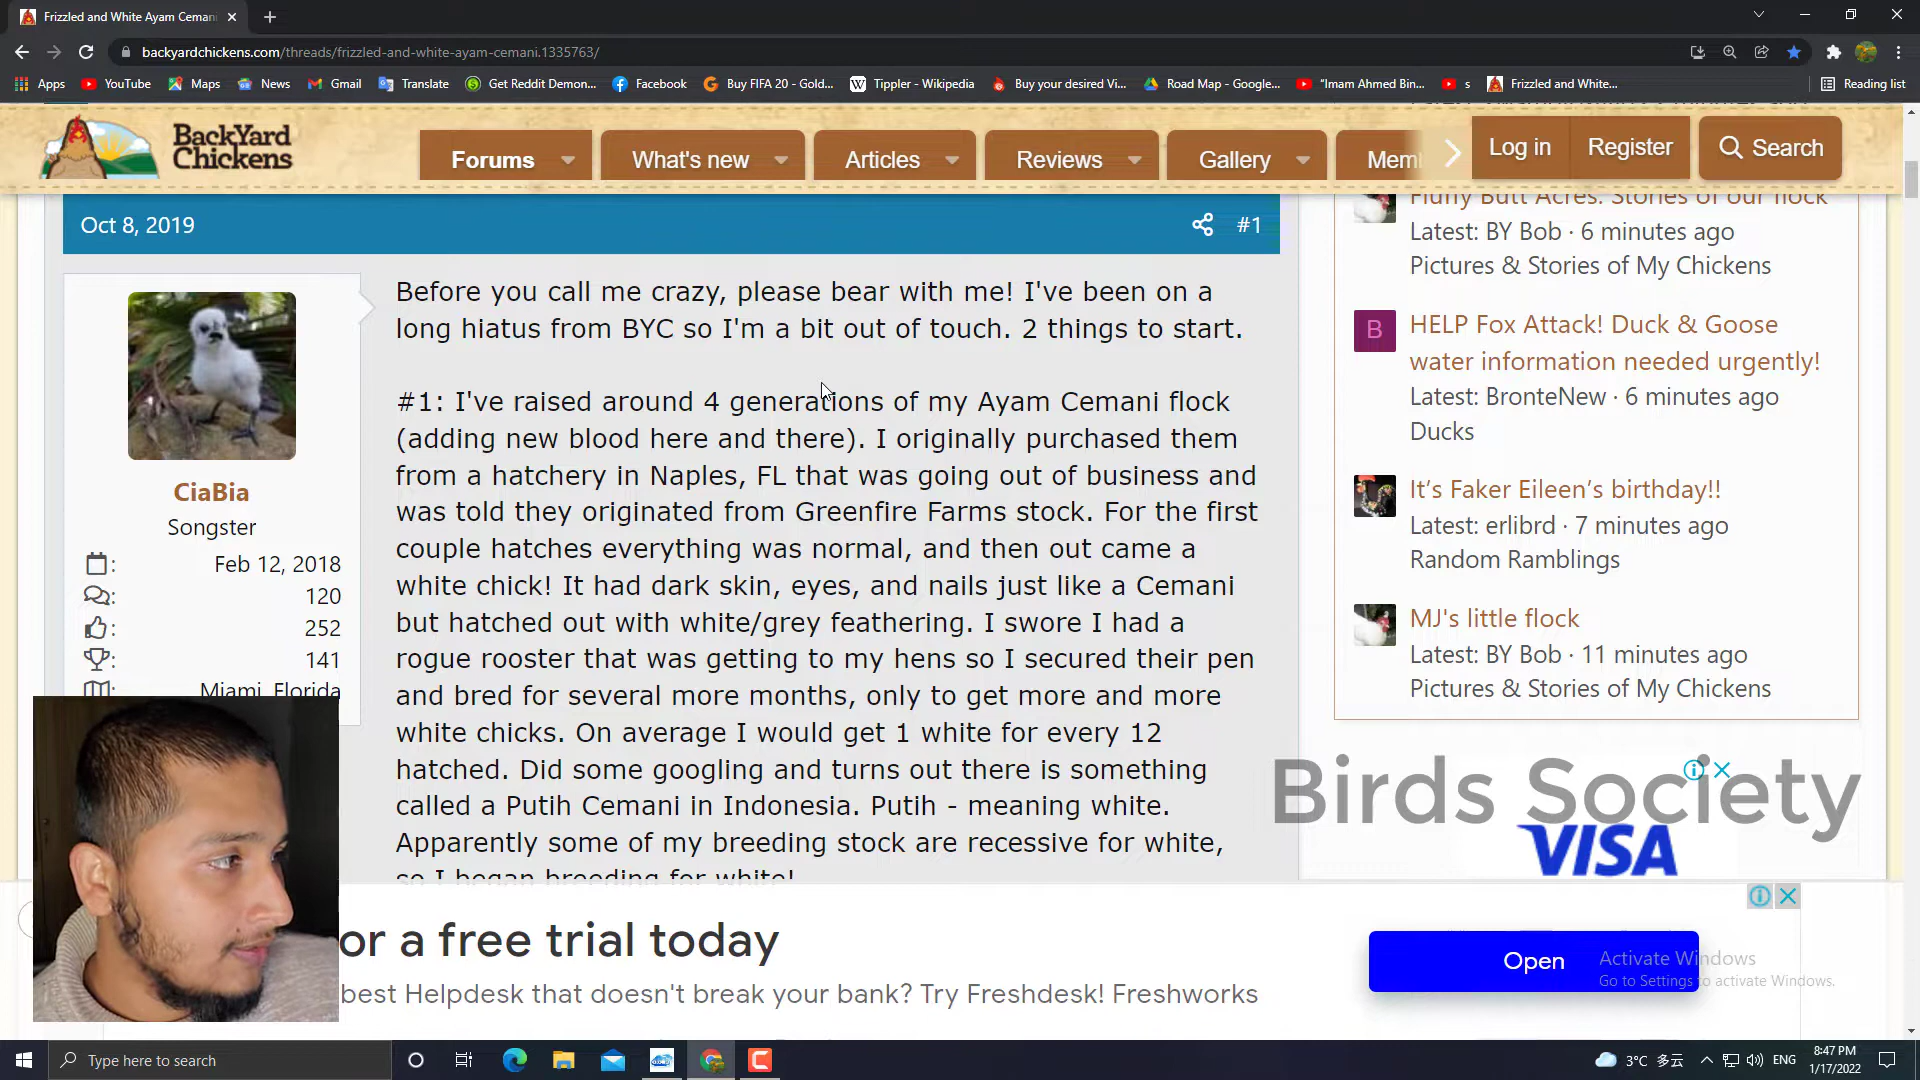 Frizzled and White Ayam Cemani
backyardchickens.com/threads/frizzled-and-white-ayam-cemani.1335763/
Apps YouTube Maps News Gmail Translate Get Reddit Demon... Facebook Buy FIFA 20 - Gold... Tippler - Wikipedia Buy your desired Vi... Road Map - Google... "Imam Ahmed Bin... s Frizzled and White... Reading list
BackYard
Chickens
Forums What's new Articles Reviews Gallery Mem Log in Register Search
Oct 8, 2019 #1
CiaBia
Songster
Feb 12, 2018
120
252
141
Miami, Florida
Before you call me crazy, please bear with me! I've been on a
long hiatus from BYC so I'm a bit out of touch. 2 things to start.
#1: I've raised around 4 generations of my Ayam Cemani flock
(adding new blood here and there). I originally purchased them
from a hatchery in Naples, FL that was going out of business and
was told they originated from Greenfire Farms stock. For the first
couple hatches everything was normal, and then out came a
white chick! It had dark skin, eyes, and nails just like a Cemani
but hatched out with white/grey feathering. I swore I had a
rogue rooster that was getting to my hens so I secured their pen
and bred for several more months, only to get more and more
white chicks. On average I would get 1 white for every 12
hatched. Did some googling and turns out there is something
called a Putih Cemani in Indonesia. Putih - meaning white.
Apparently some of my breeding stock are recessive for white,
so I began breeding for white!
Fluffy Butt Acres. Stories of our flock
Latest: BY Bob · 6 minutes ago
Pictures & Stories of My Chickens
B
HELP Fox Attack! Duck & Goose
water information needed urgently!
Latest: BronteNew · 6 minutes ago
Ducks
It's Faker Eileen's birthday!!
Latest: erlibrd · 7 minutes ago
Random Ramblings
MJ's little flock
Latest: BY Bob · 11 minutes ago
Pictures & Stories of My Chickens
Birds Society
VISA
or a free trial today
best Helpdesk that doesn't break your bank? Try Freshdesk! Freshworks
Open
Activate Windows
Go to Settings to activate Windows.
Type here to search
3°C 多云
ENG
8:47 PM
1/17/2022